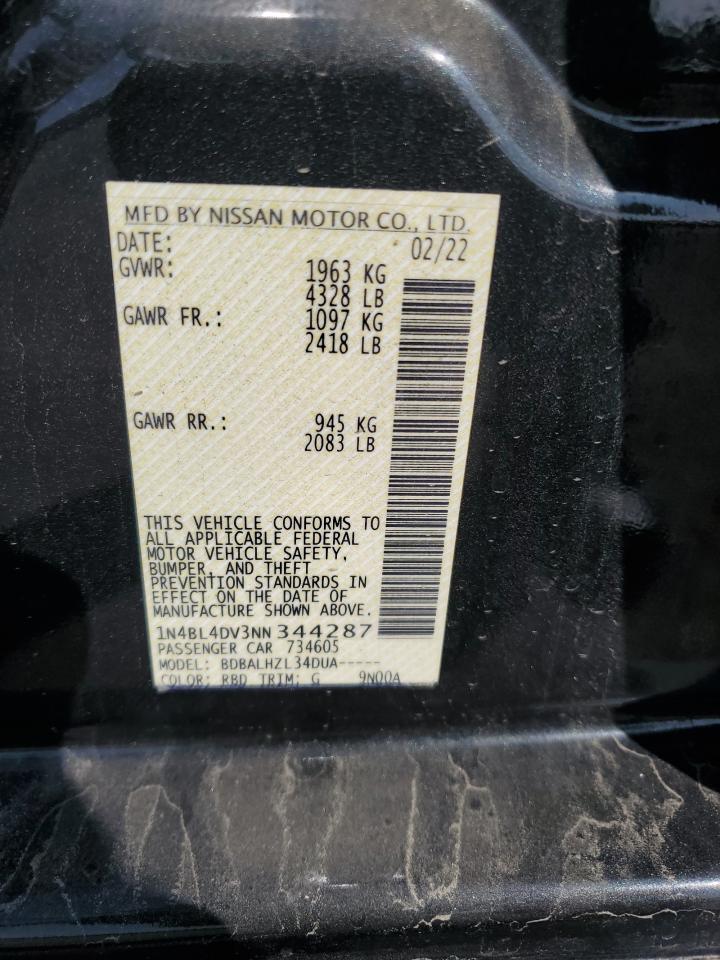 MFD BY NISSAN MOTOR CO., LTD.
DATE: 02/22
GVWR: 1963 KG
4328 LB
GAWR FR.: 1097 KG
2418 LB
GAWR RR.: 945 KG
2083 LB
THIS VEHICLE CONFORMS TO
ALL APPLICABLE FEDERAL
MOTOR VEHICLE SAFETY,
BUMPER, AND THEFT
PREVENTION STANDARDS IN
EFFECT ON THE DATE OF
MANUFACTURE SHOWN ABOVE.
1N4BL4DV3NN344287
PASSENGER CAR 734605
MODEL: BDBALHZL34DUA-----
COLOR: RBD TRIM: G 9N00A